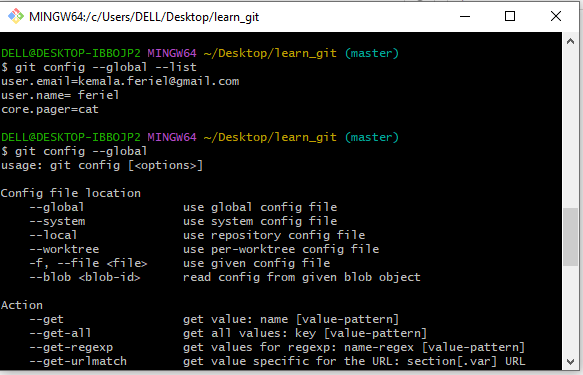 MINGW64:/c/Users/DELL/Desktop/learn_git
DELL@DESKTOP-IBBOJP2 MINGW64 ~/Desktop/learn_git (master)
$ git config --global --list
user.email=kemala.feriel@gmail.com
user.name= feriel
core.pager=cat
DELL@DESKTOP-IBBOJP2 MINGW64 ~/Desktop/learn_git (master)
$ git config --global
usage: git config [<options>]
Config file location
--global use global config file
--system use system config file
--local use repository config file
--worktree use per-worktree config file
-f, --file <file> use given config file
--blob <blob-id> read config from given blob object
Action
--get get value: name [value-pattern]
--get-all get all values: key [value-pattern]
--get-regexp get values for regexp: name-regex [value-pattern]
--get-urlmatch get value specific for the URL: section[.var] URL